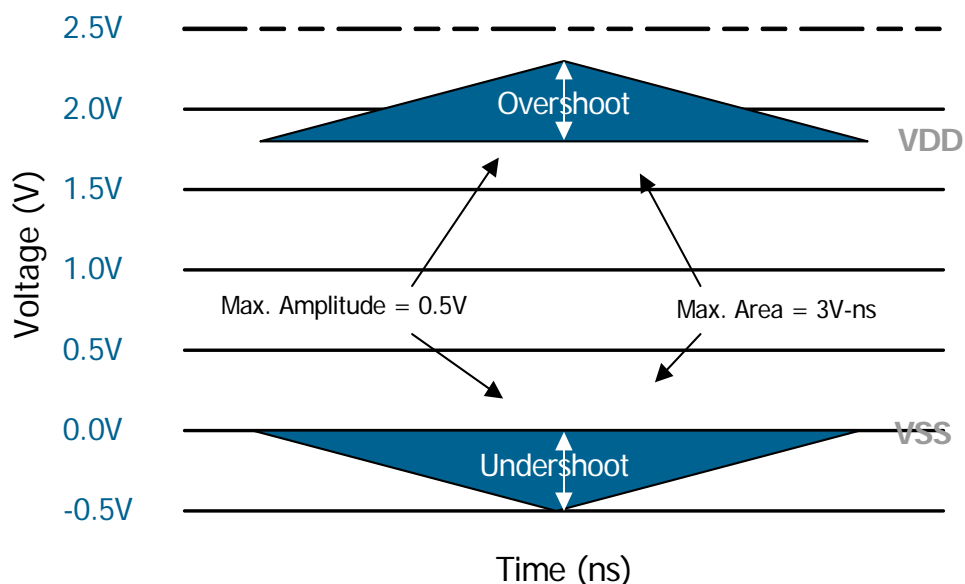 2.5V
Overshoot
2.0V
VDD
1.5V
Voltage (V)
1.0V
Max. Amplitude = 0.5V
Max. Area = 3V-ns
0.5V
0.0V
VSS
Undershoot
-0.5V
Time (ns)